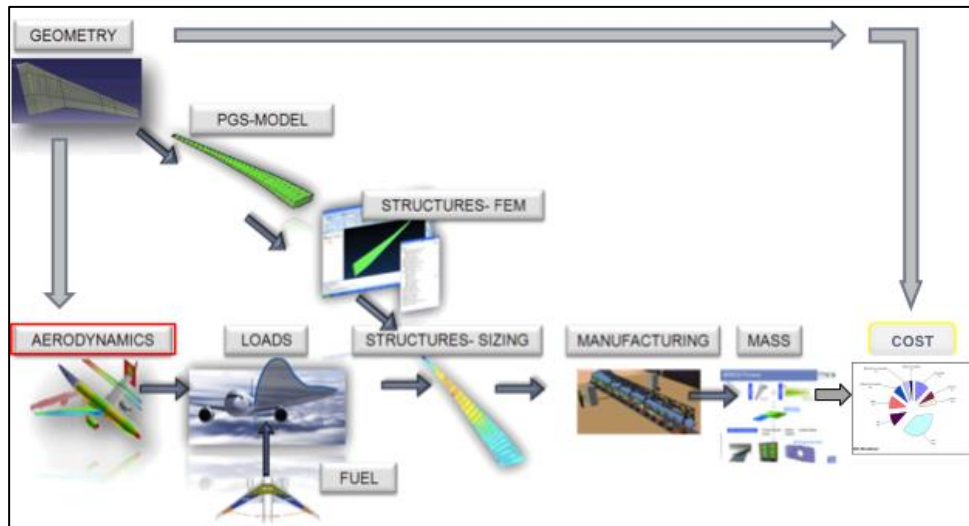 GEOMETRY
PGS-MODEL
STRUCTURES- FEM
AERODYNAMICS
LOADS
STRUCTURES- SIZING
MANUFACTURING
MASS
COST
FUEL